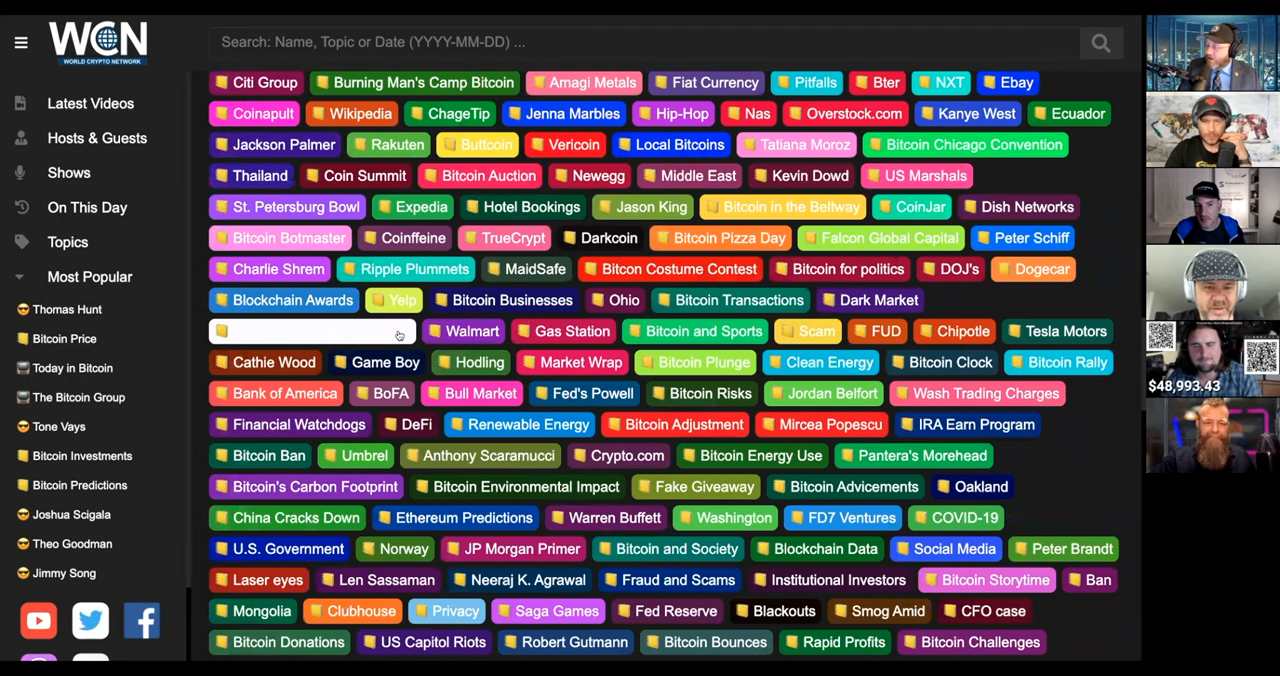 WCN
WORLD CRYPTO NETWORK
Search: Name, Topic or Date (YYYY-MM-DD) ...
Latest Videos
Hosts & Guests
Shows
On This Day
Topics
Most Popular
Thomas Hunt
Bitcoin Price
Today in Bitcoin
The Bitcoin Group
Tone Vays
Bitcoin Investments
Bitcoin Predictions
Joshua Scigala
Theo Goodman
Jimmy Song
Citi Group Burning Man's Camp Bitcoin Amagi Metals Fiat Currency Pitfalls Bter NXT Ebay
Coinapult Wikipedia ChageTip Jenna Marbles Hip-Hop Nas Overstock.com Kanye West Ecuador
Jackson Palmer Rakuten Buttcoin Vericoin Local Bitcoins Tatiana Moroz Bitcoin Chicago Convention
Thailand Coin Summit Bitcoin Auction Newegg Middle East Kevin Dowd US Marshals
St. Petersburg Bowl Expedia Hotel Bookings Jason King Bitcoin in the Beltway CoinJar Dish Networks
Bitcoin Botmaster Coinffeine TrueCrypt Darkcoin Bitcoin Pizza Day Falcon Global Capital Peter Schiff
Charlie Shrem Ripple Plummets MaidSafe Bitcon Costume Contest Bitcoin for politics DOJ's Dogecar
Blockchain Awards Yelp Bitcoin Businesses Ohio Bitcoin Transactions Dark Market
Walmart Gas Station Bitcoin and Sports Scam FUD Chipotle Tesla Motors
Cathie Wood Game Boy Hodling Market Wrap Bitcoin Plunge Clean Energy Bitcoin Clock Bitcoin Rally
Bank of America BoFA Bull Market Fed's Powell Bitcoin Risks Jordan Belfort Wash Trading Charges
Financial Watchdogs DeFi Renewable Energy Bitcoin Adjustment Mircea Popescu IRA Earn Program
Bitcoin Ban Umbrel Anthony Scaramucci Crypto.com Bitcoin Energy Use Pantera's Morehead
Bitcoin's Carbon Footprint Bitcoin Environmental Impact Fake Giveaway Bitcoin Advicements Oakland
China Cracks Down Ethereum Predictions Warren Buffett Washington FD7 Ventures COVID-19
U.S. Government Norway JP Morgan Primer Bitcoin and Society Blockchain Data Social Media Peter Brandt
Laser eyes Len Sassaman Neeraj K. Agrawal Fraud and Scams Institutional Investors Bitcoin Storytime Ban
Mongolia Clubhouse Privacy Saga Games Fed Reserve Blackouts Smog Amid CFO case
Bitcoin Donations US Capitol Riots Robert Gutmann Bitcoin Bounces Rapid Profits Bitcoin Challenges
$48,993.43